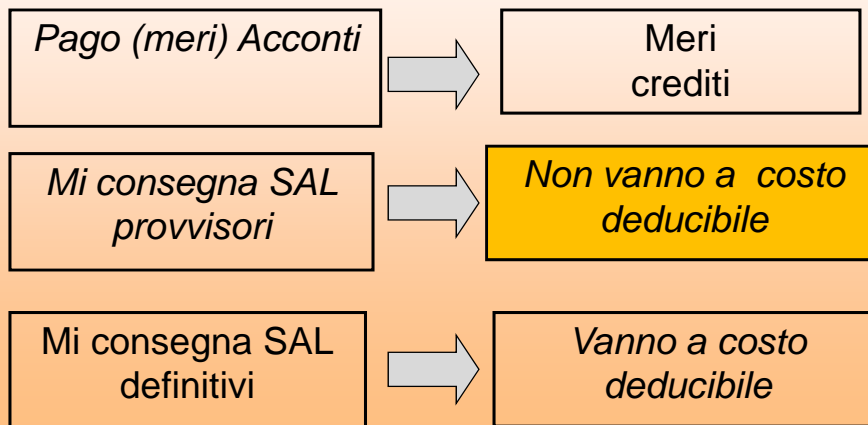 Pago (meri) Acconti
Meri
crediti
Mi consegna SAL
provvisori
Non vanno a costo
deducibile
Mi consegna SAL
definitivi
Vanno a costo
deducibile